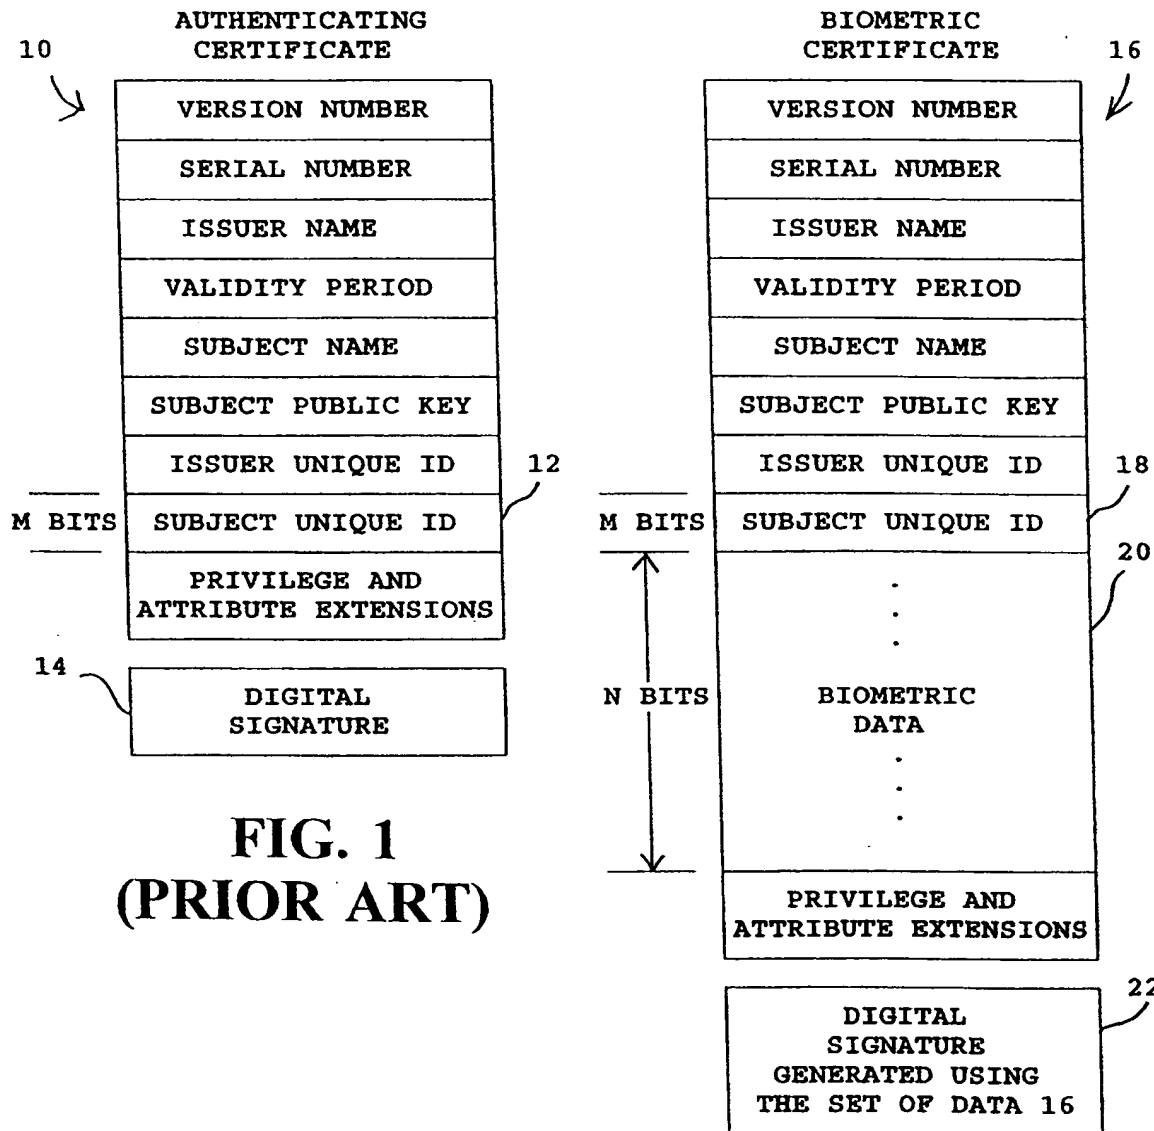 AUTHENTICATING
CERTIFICATE
10
VERSION NUMBER
SERIAL NUMBER
ISSUER NAME
VALIDITY PERIOD
SUBJECT NAME
SUBJECT PUBLIC KEY
ISSUER UNIQUE ID
12
M BITS
SUBJECT UNIQUE ID
PRIVILEGE AND
ATTRIBUTE EXTENSIONS
14
DIGITAL
SIGNATURE
FIG. 1
(PRIOR ART)
BIOMETRIC
CERTIFICATE
16
VERSION NUMBER
SERIAL NUMBER
ISSUER NAME
VALIDITY PERIOD
SUBJECT NAME
SUBJECT PUBLIC KEY
ISSUER UNIQUE ID
18
M BITS
SUBJECT UNIQUE ID
20
N BITS
BIOMETRIC
DATA
PRIVILEGE AND
ATTRIBUTE EXTENSIONS
22
DIGITAL
SIGNATURE
GENERATED USING
THE SET OF DATA 16